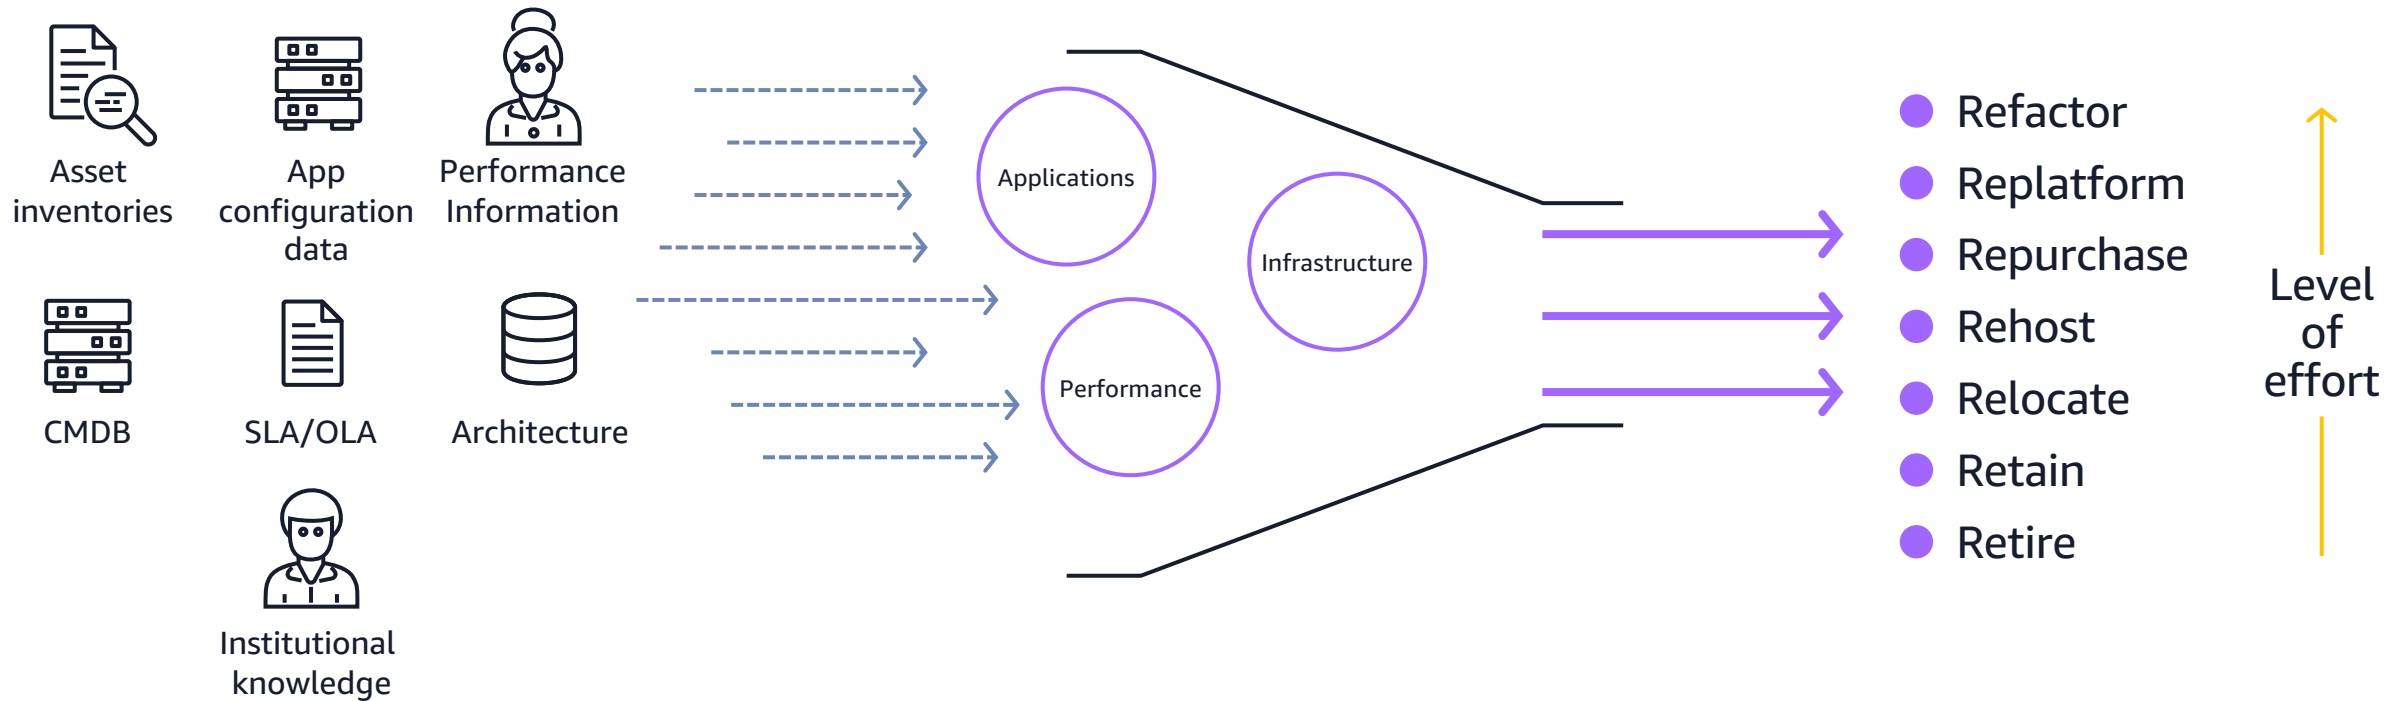 Asset
inventories
App
configuration
data
Performance
Information
CMDB
SLA/OLA
Architecture
Institutional
knowledge
Applications
Infrastructure
Performance
Refactor
Replatform
Repurchase
Rehost
Relocate
Retain
Retire
Level
of
effort